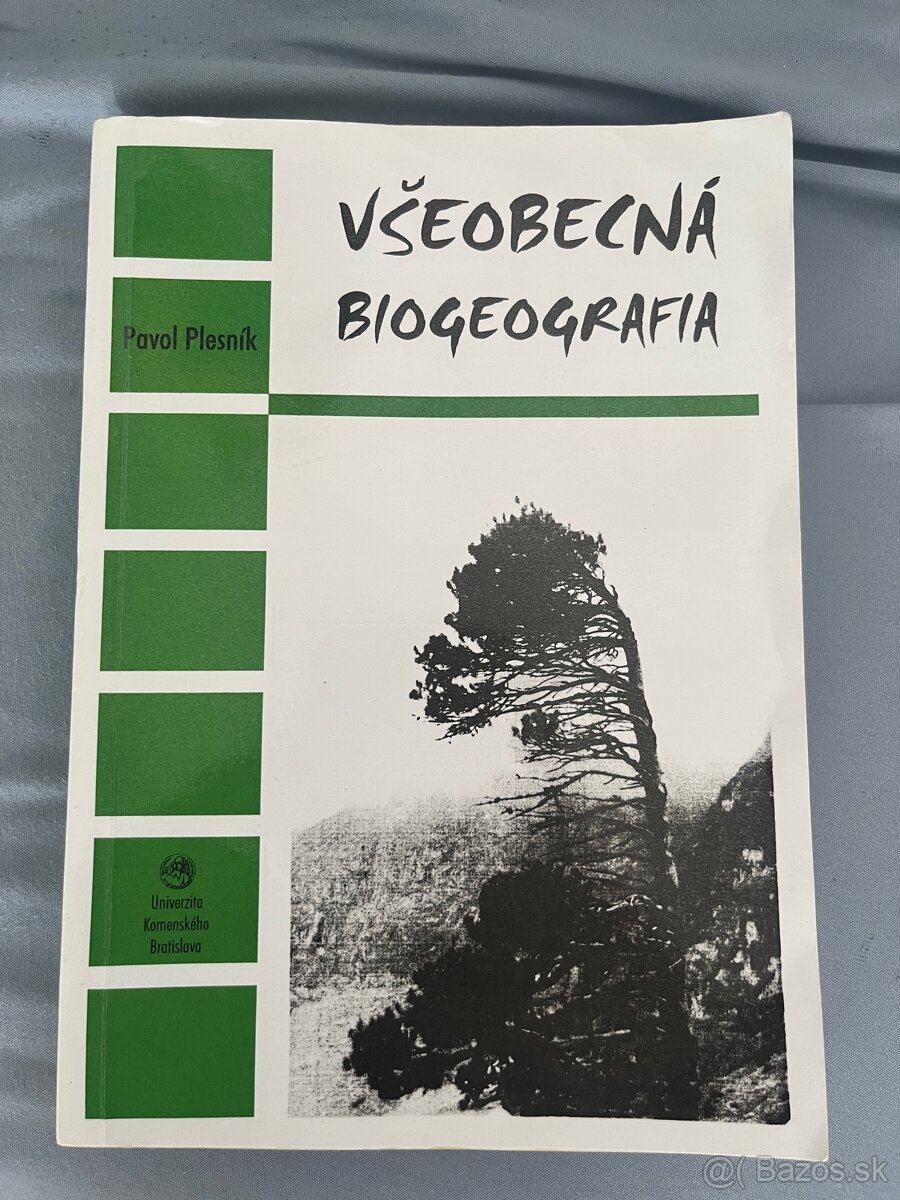 VŠEOBECNÁ
BIOGEOGRAFIA
Pavol Plesník
Univerzita
Komenského
Bratislava
@( Bazos.sk